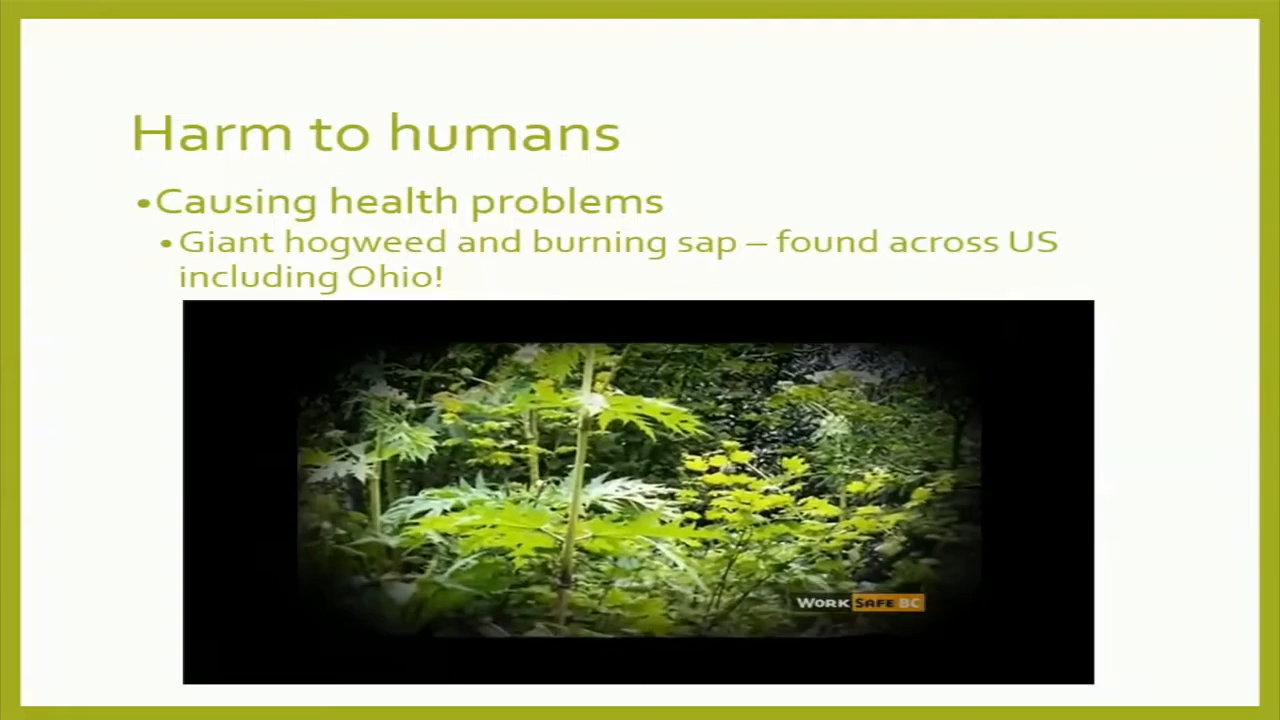 Harm to humans
•Causing health problems
•Giant hogweed and burning sap – found across US
including Ohio!
WORK SAFE BC